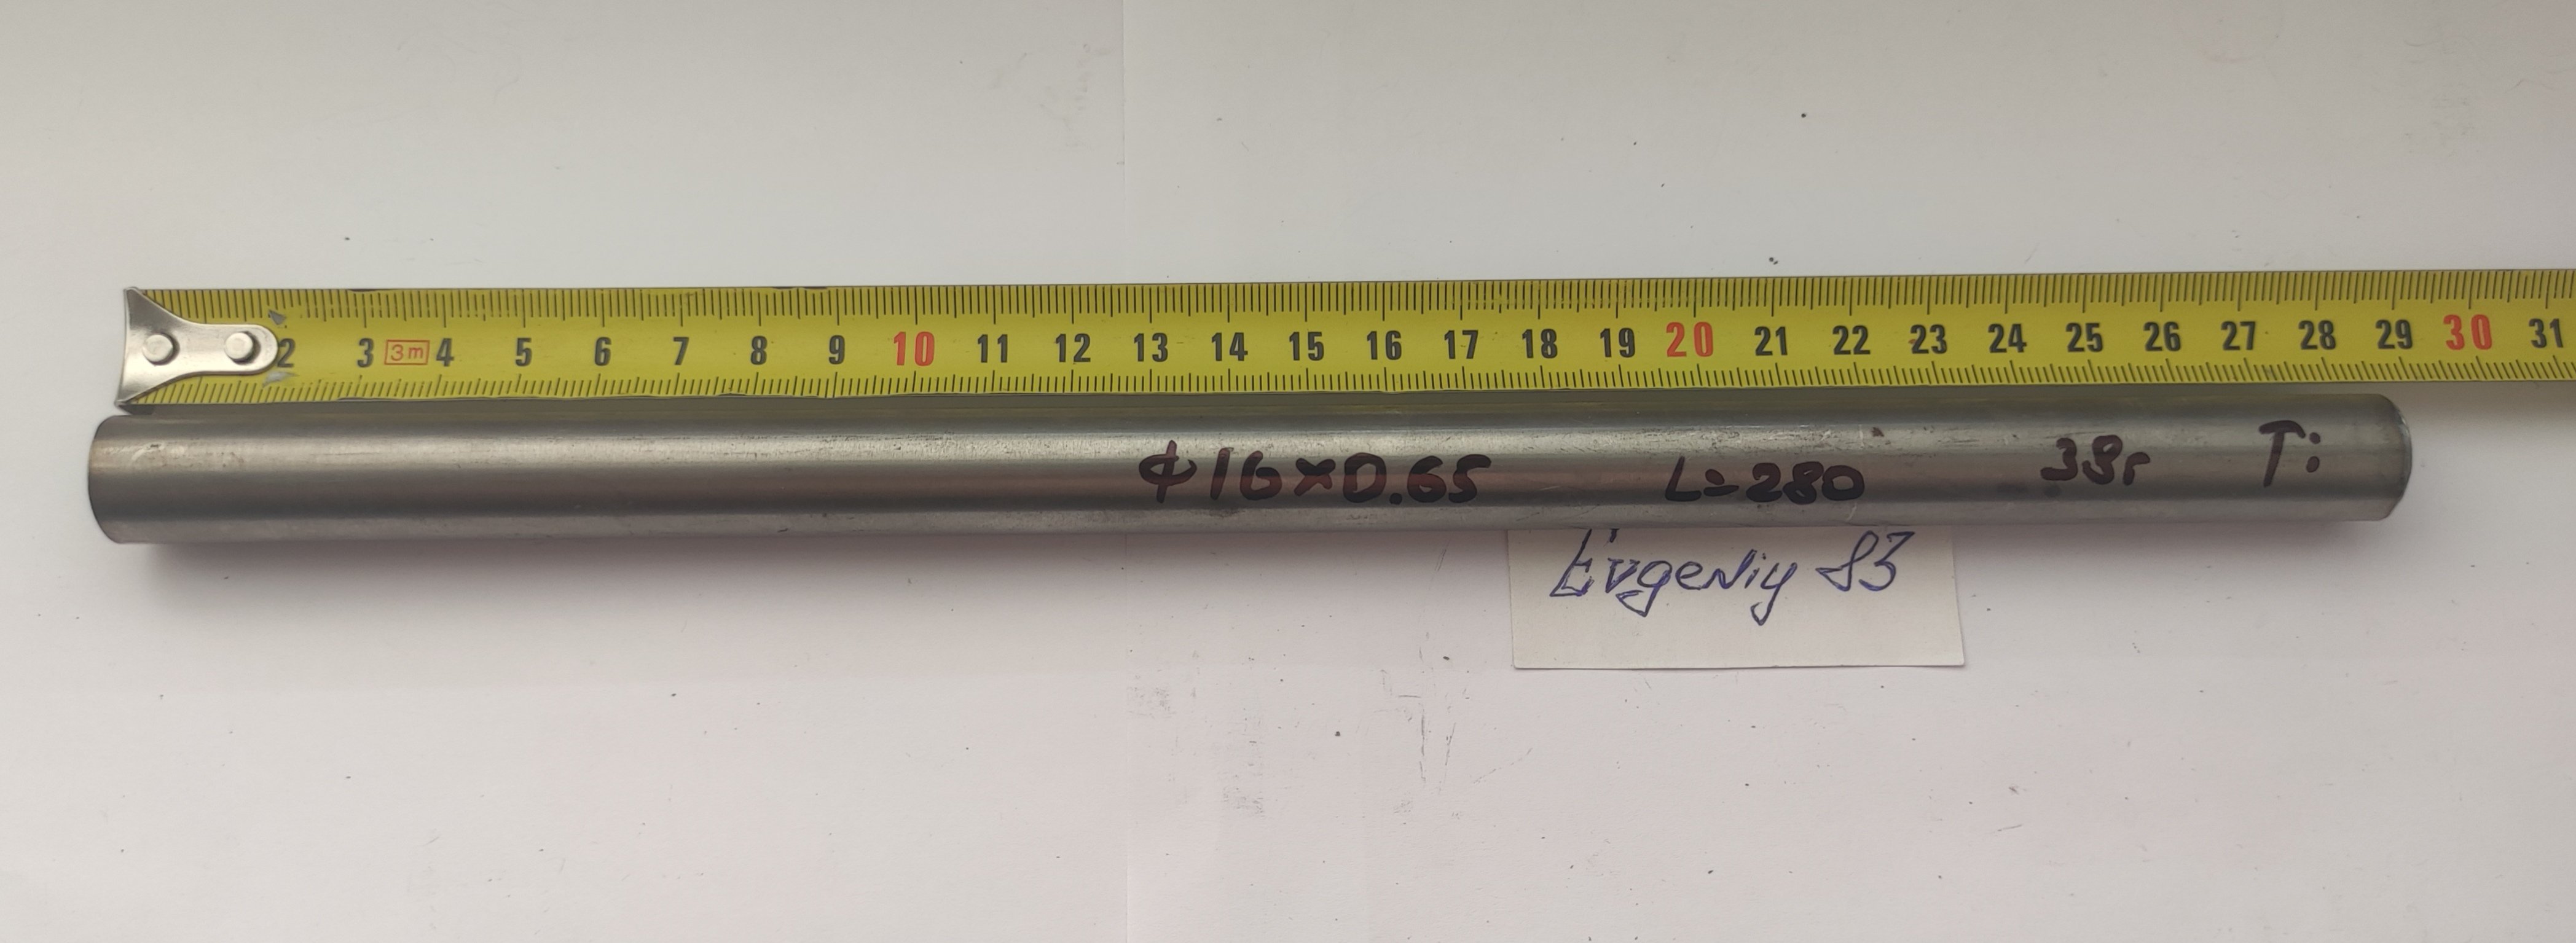 2 3 3m 4 5 6 7 8 9 10 11 12 13 14 15 16 17 18 19 20 21 22 23 24 25 26 27 28 29 30 31
ф16×0.65 L=280 39г Ti
Evgeniy 83